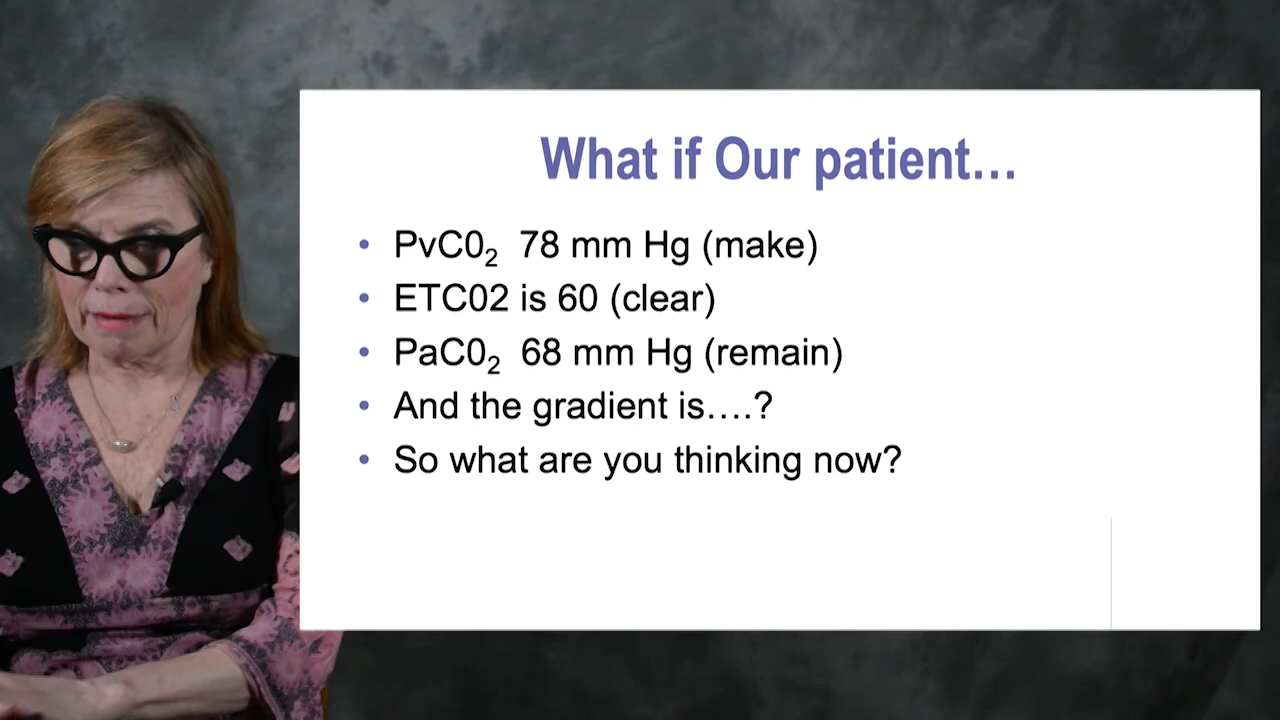 What if Our patient…
• PvC0₂ 78 mm Hg (make)
• ETC02 is 60 (clear)
• PaC0₂ 68 mm Hg (remain)
• And the gradient is….?
• So what are you thinking now?